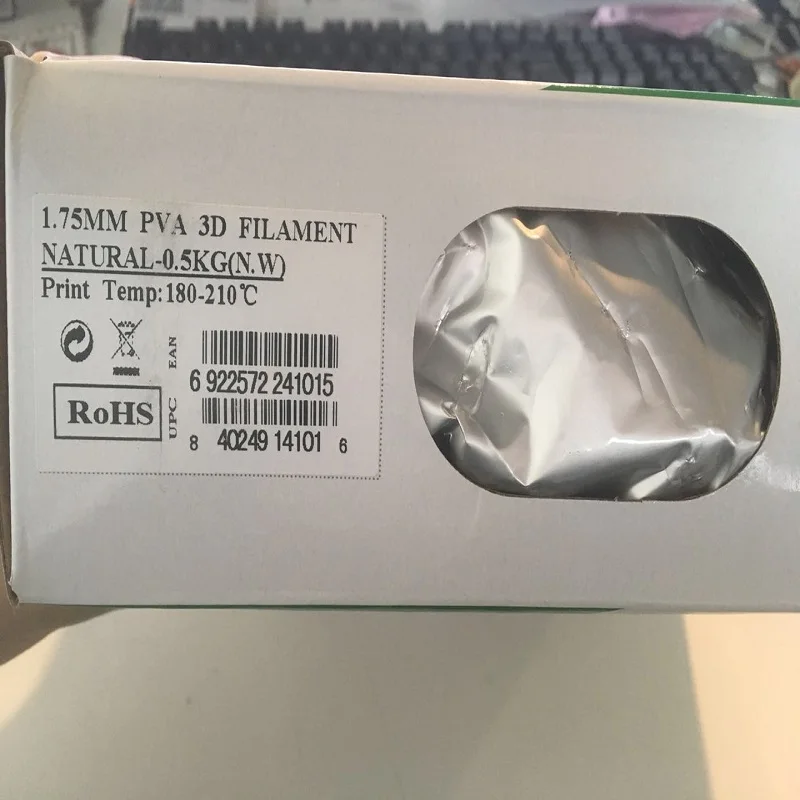 1.75MM PVA 3D FILAMENT
NATURAL-0.5KG(N.W)
Print Temp:180-210℃
EAN
6 922572 241015
RoHS
UPC
8 40249 14101 6